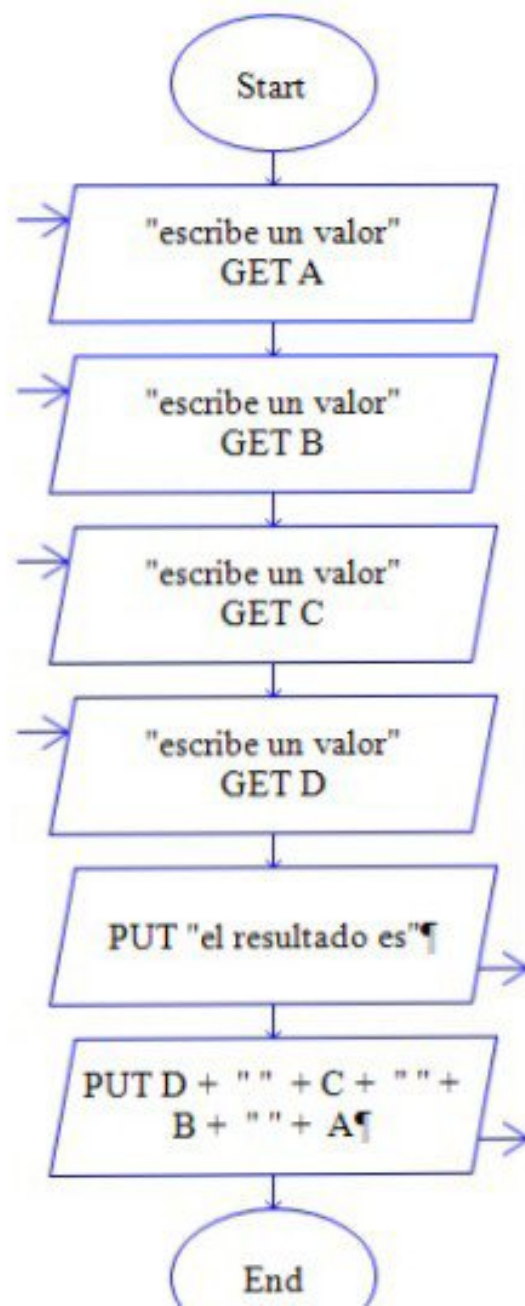 Start
"escribe un valor"
GET A
"escribe un valor"
GET B
"escribe un valor"
GET C
"escribe un valor"
GET D
PUT "el resultado es"¶
PUT D + " " + C + " " +
B + " " + A¶
End